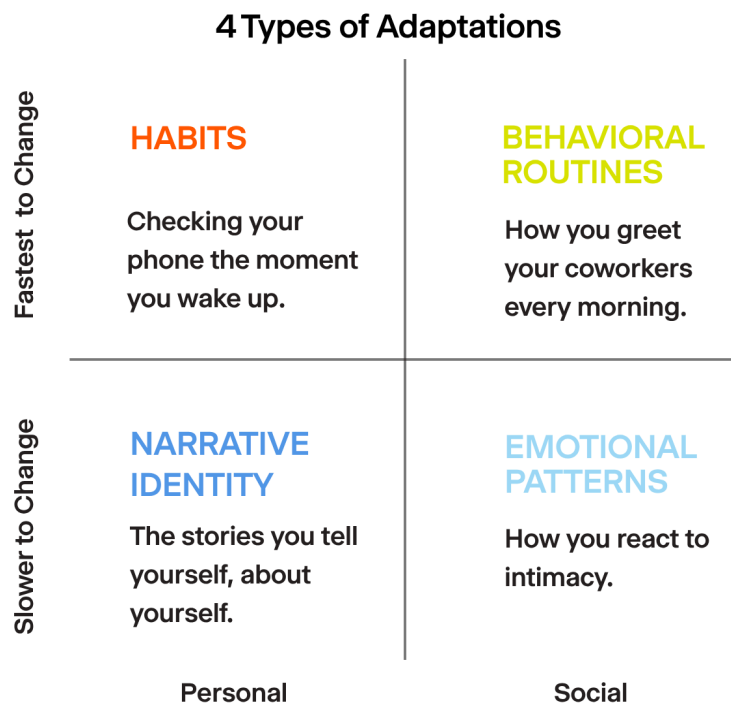 4 Types of Adaptations
Fastest to Change
HABITS
Checking your
phone the moment
you wake up.
BEHAVIORAL
ROUTINES
How you greet
your coworkers
every morning.
Slower to Change
NARRATIVE
IDENTITY
The stories you tell
yourself, about
yourself.
EMOTIONAL
PATTERNS
How you react to
intimacy.
Personal
Social